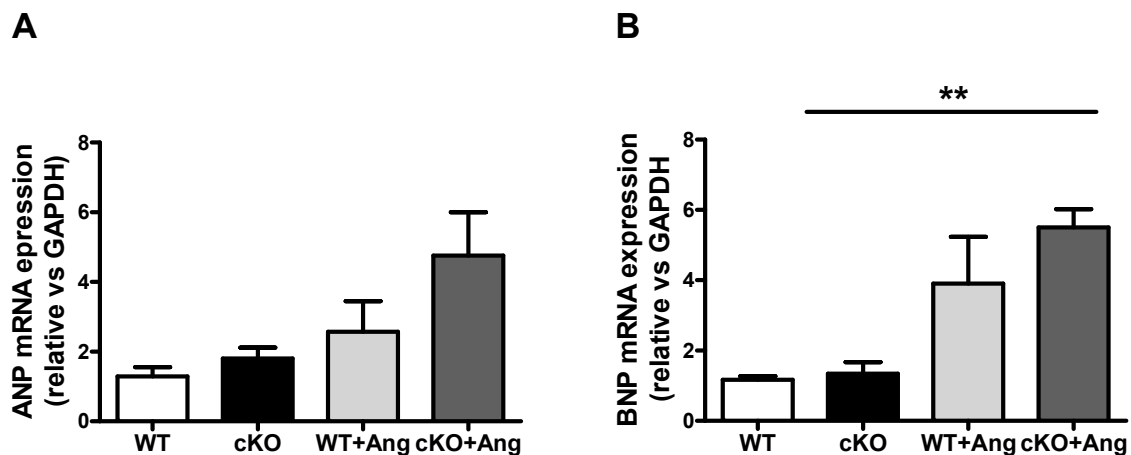 A
ANP mRNA epression
(relative vs GAPDH)
8
6
4
2
0
WT cKO WT+Ang cKO+Ang
B
**
BNP mRNA expression
(relative vs GAPDH
8
6
4
2
0
WT cKO WT+Ang cKO+Ang